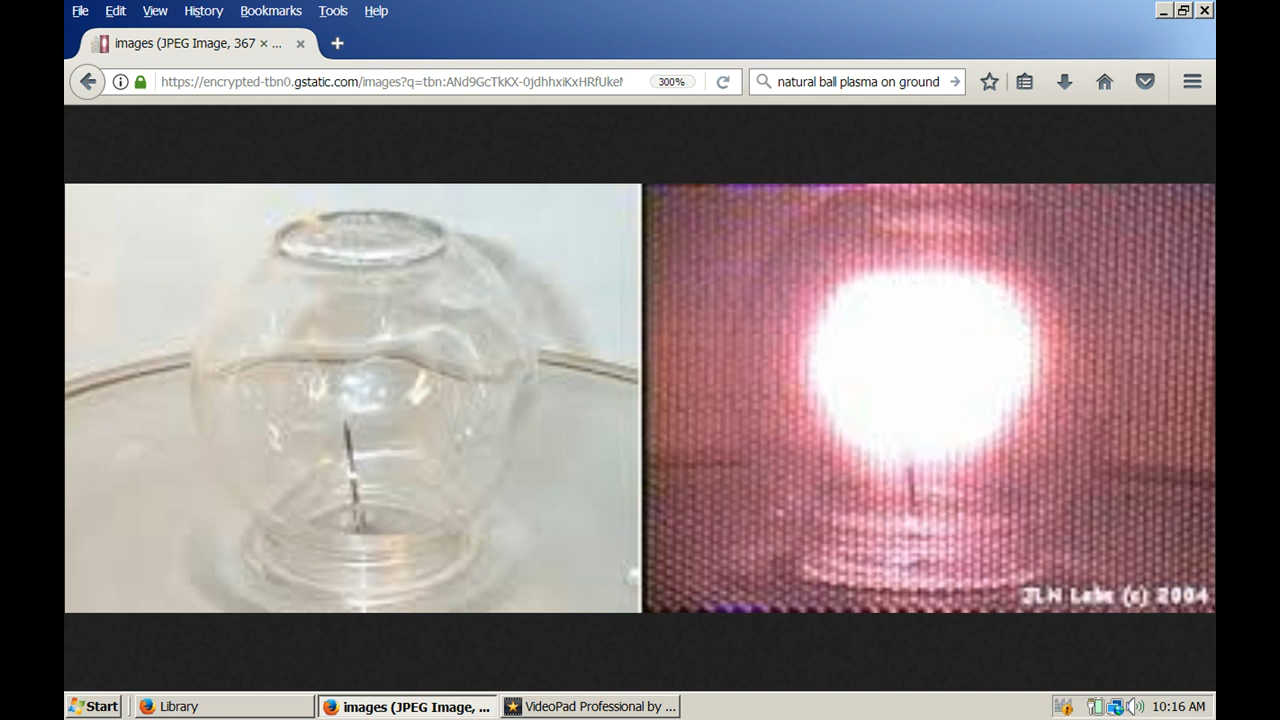 File Edit View History Bookmarks Tools Help
images (JPEG Image, 367 × ...
https://encrypted-tbn0.gstatic.com/images?q=tbn:ANd9GcTkKX-0jdhhxiKxHRfUkeM
300%
natural ball plasma on ground
JLN Labs (c) 2004
Start
Library
images (JPEG Image, ...
VideoPad Professional by ...
10:16 AM